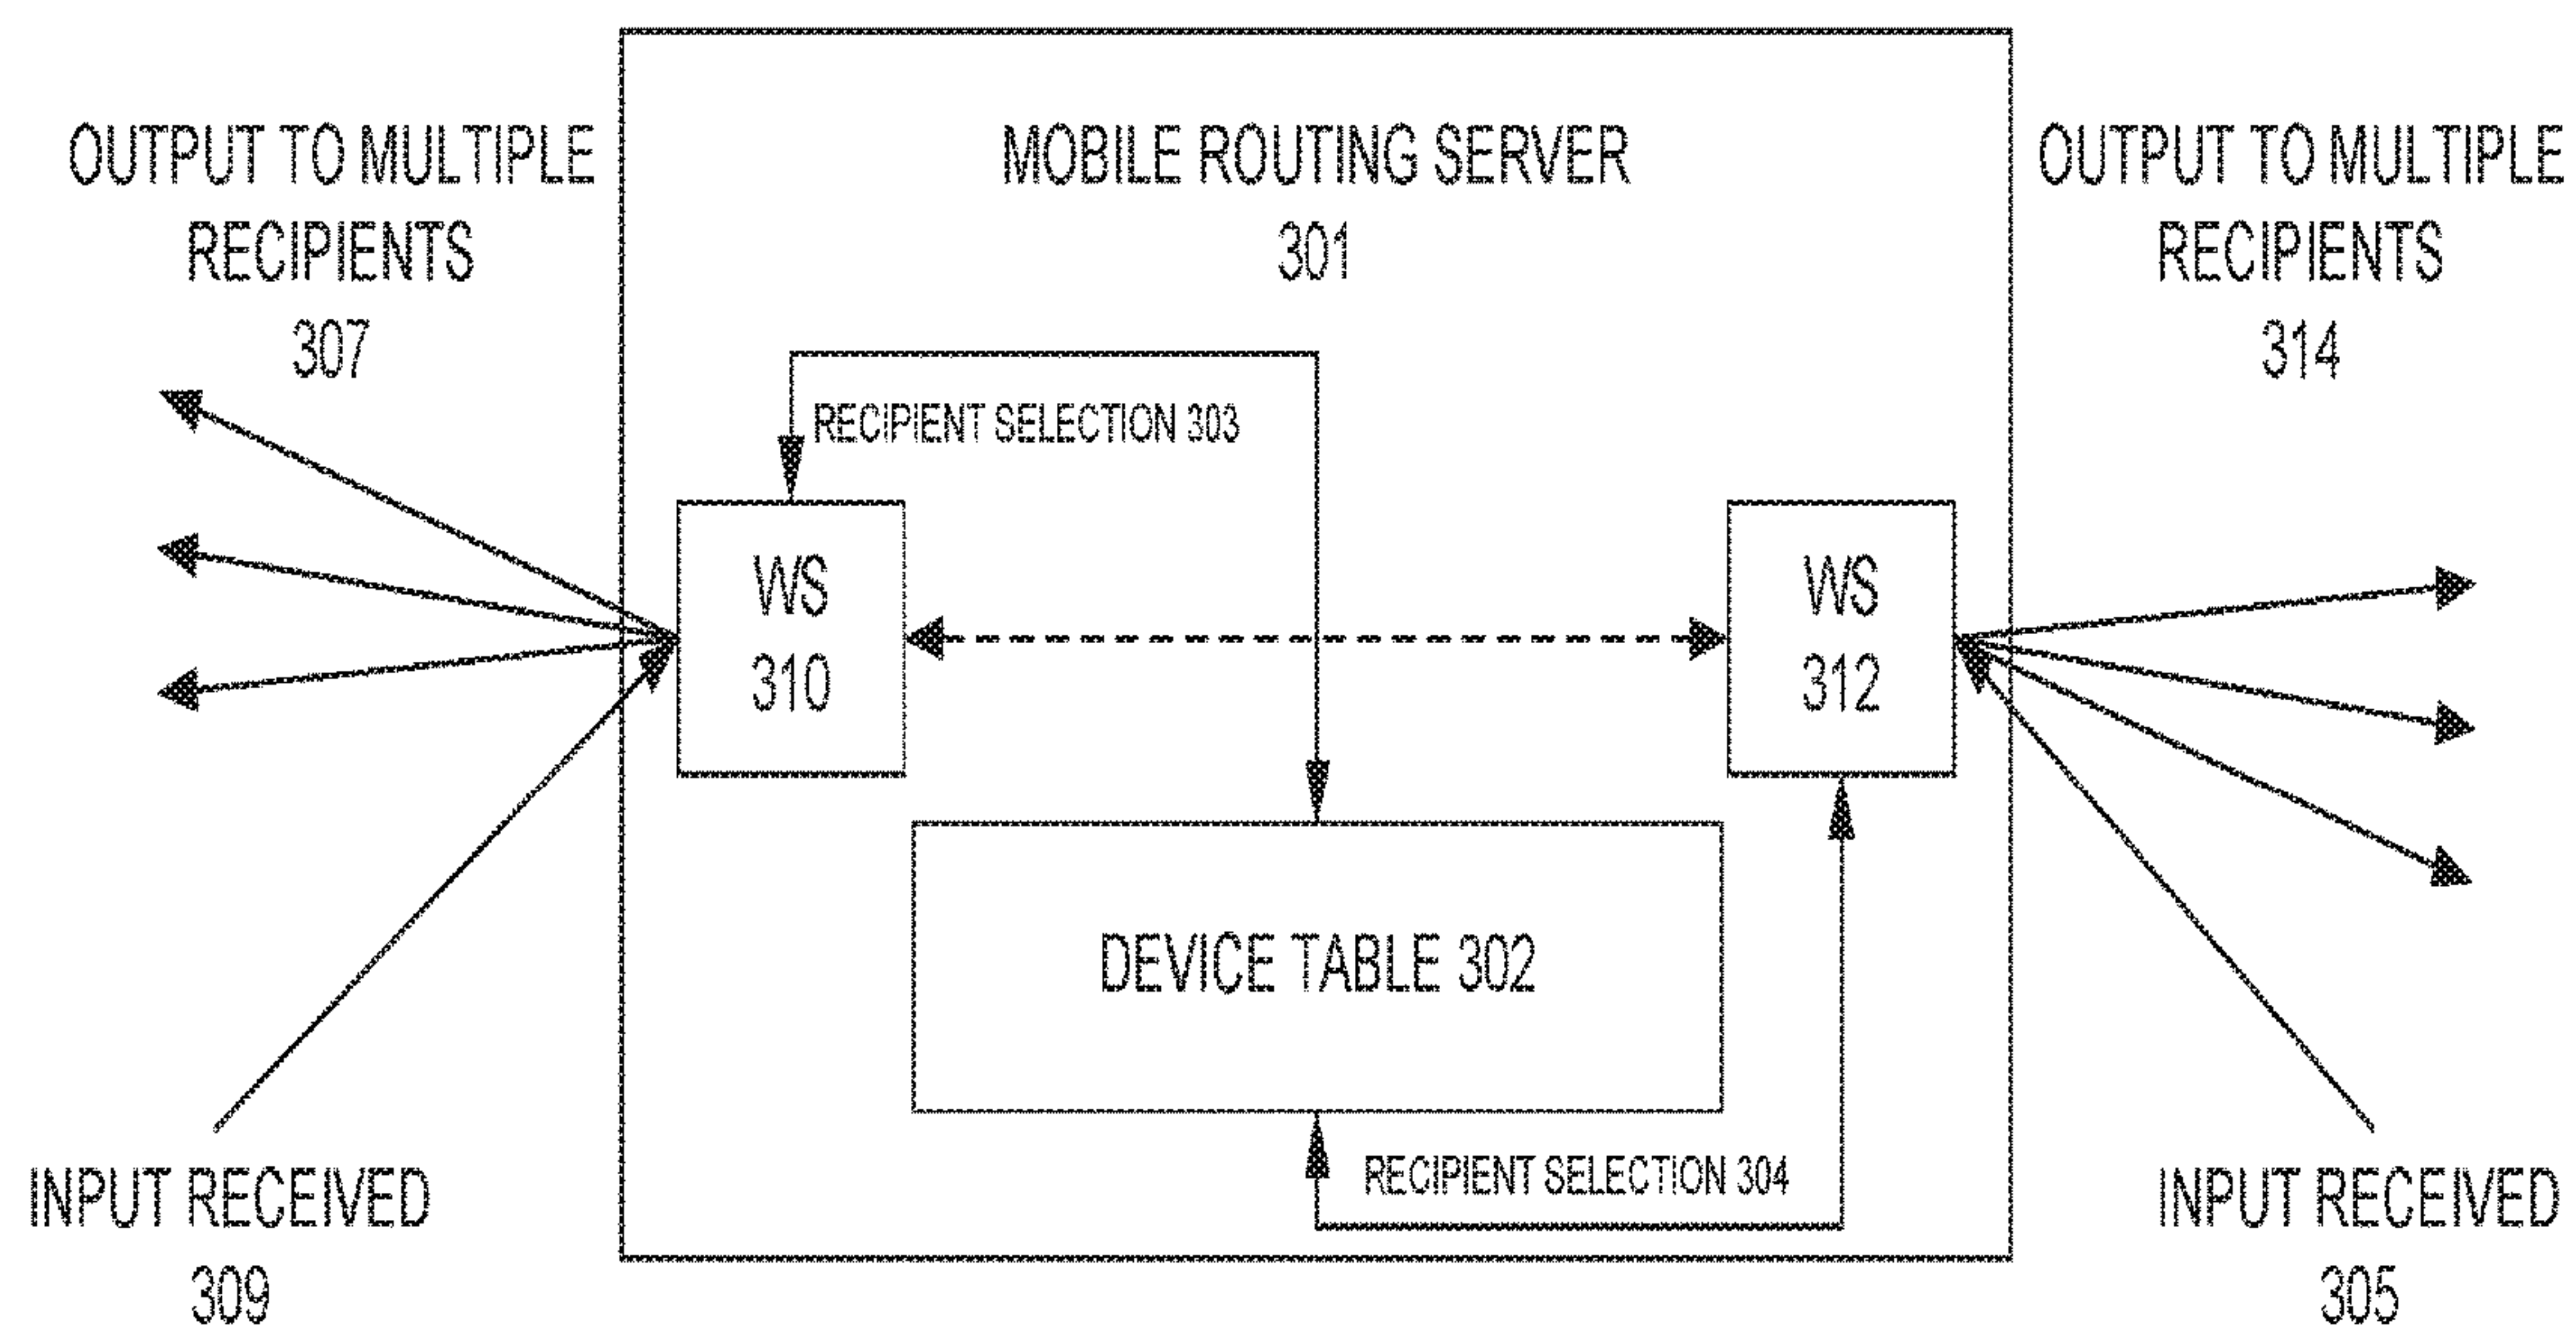 OUTPUT TO MULTIPLE
RECIPIENTS
307
MOBILE ROUTING SERVER
301
OUTPUT TO MULTIPLE
RECIPIENTS
314
RECIPIENT SELECTION 303
WS
310
WS
312
DEVICE TABLE 302
RECIPIENT SELECTION 304
INPUT RECEIVED
309
INPUT RECEIVED
305